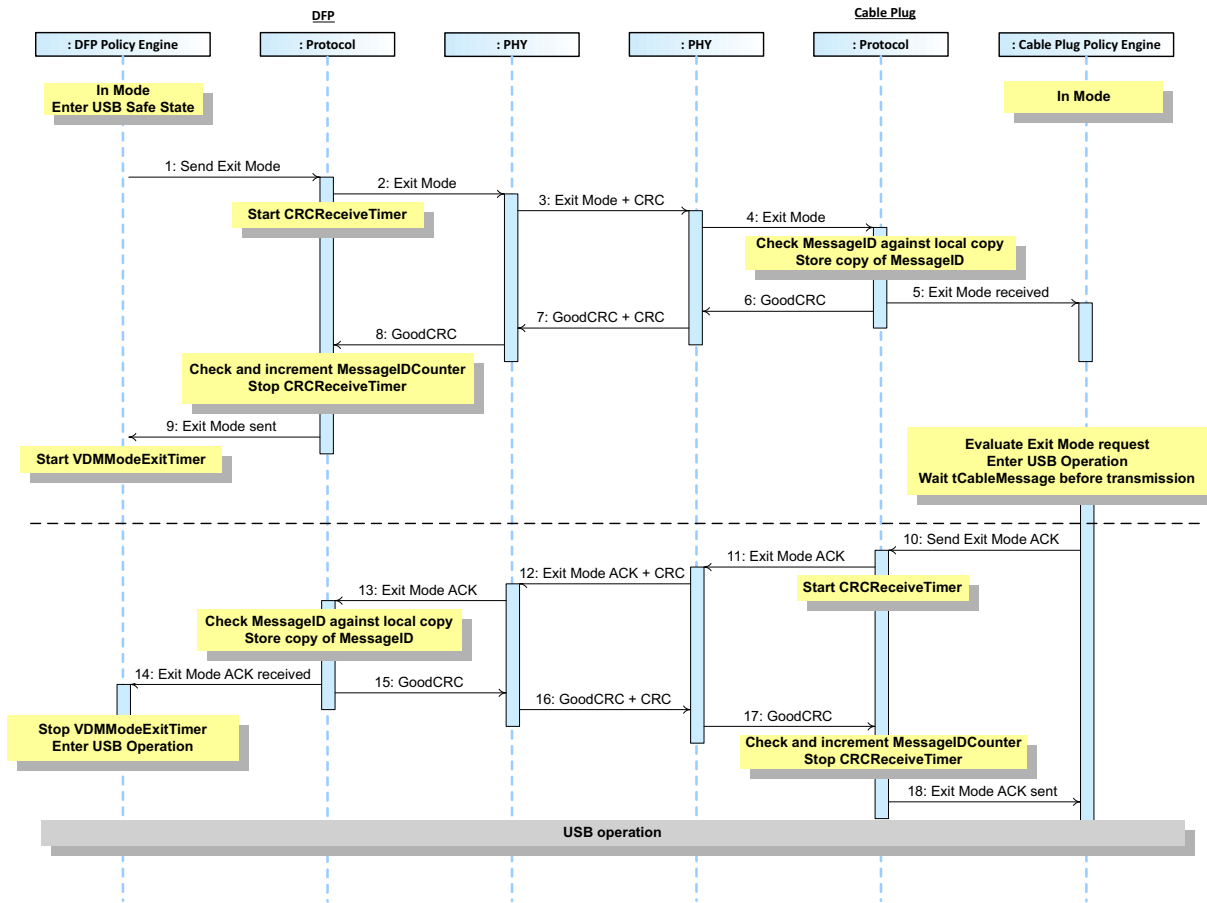 DFP
Cable Plug
: DFP Policy Engine
: Protocol
: PHY
: PHY
: Protocol
: Cable Plug Policy Engine
In Mode
Enter USB Safe State
In Mode
1: Send Exit Mode
2: Exit Mode
3: Exit Mode + CRC
Start CRCReceiveTimer
4: Exit Mode
Check MessageID against local copy
Store copy of MessageID
5: Exit Mode received
6: GoodCRC
7: GoodCRC + CRC
8: GoodCRC
Check and increment MessageIDCounter
Stop CRCReceiveTimer
9: Exit Mode sent
Start VDMModeExitTimer
Evaluate Exit Mode request
Enter USB Operation
Wait tCableMessage before transmission
10: Send Exit Mode ACK
11: Exit Mode ACK
12: Exit Mode ACK + CRC
Start CRCReceiveTimer
13: Exit Mode ACK
Check MessageID against local copy
Store copy of MessageID
14: Exit Mode ACK received
15: GoodCRC
16: GoodCRC + CRC
17: GoodCRC
Stop VDMModeExitTimer
Enter USB Operation
Check and increment MessageIDCounter
Stop CRCReceiveTimer
18: Exit Mode ACK sent
USB operation